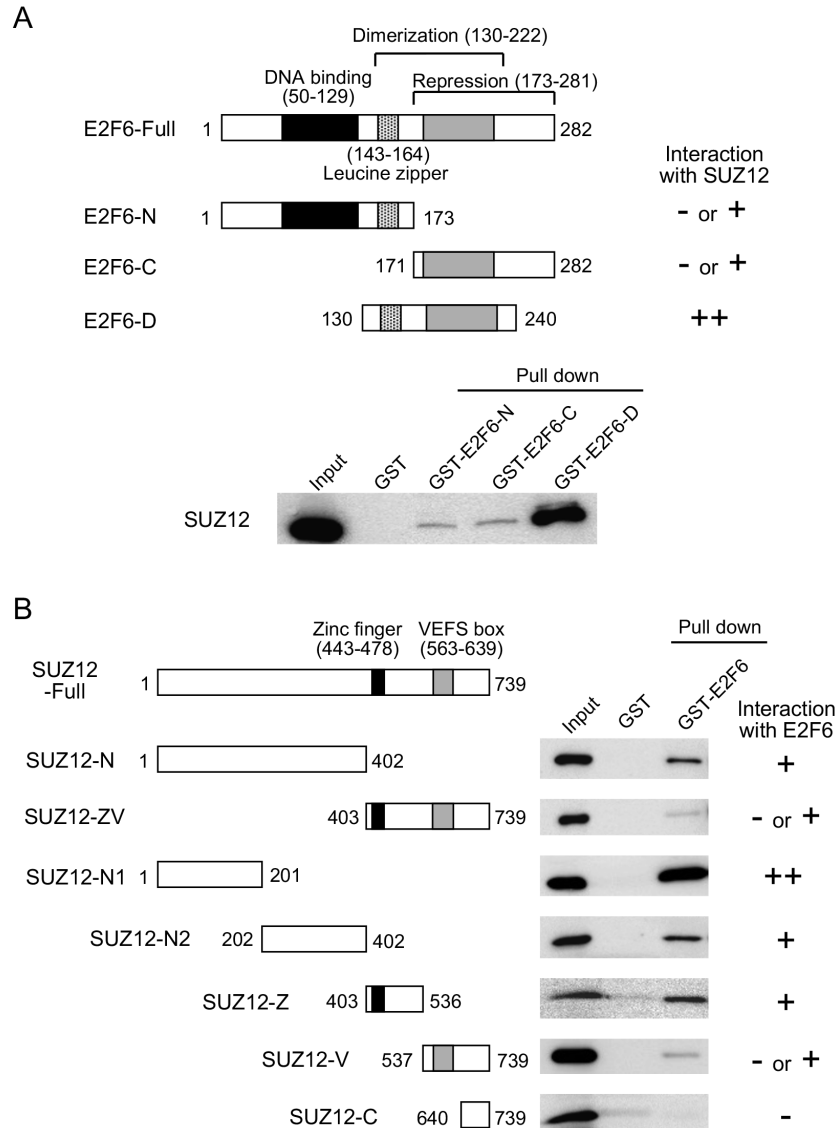 A
Dimerization (130-222)
DNA binding
(50-129)
Repression (173-281)
E2F6-Full 1 282
(143-164)
Leucine zipper
Interaction
with SUZ12
E2F6-N 1 173 - or +
E2F6-C 171 282 - or +
E2F6-D 130 240 ++
Pull down
Input GST GST-E2F6-N GST-E2F6-C GST-E2F6-D
SUZ12
B
Zinc finger
(443-478)
VEFS box
(563-639)
Pull down
SUZ12
-Full
1 739
Input GST GST-E2F6
Interaction
with E2F6
SUZ12-N 1 402 +
SUZ12-ZV 403 739 - or +
SUZ12-N1 1 201 ++
SUZ12-N2 202 402 +
SUZ12-Z 403 536 +
SUZ12-V 537 739 - or +
SUZ12-C 640 739 -